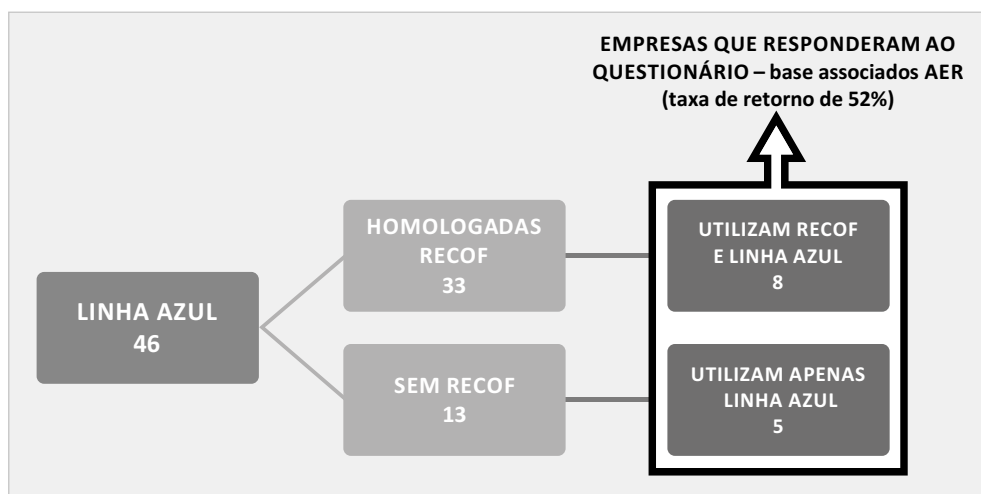 EMPRESAS QUE RESPONDERAM AO
QUESTIONÁRIO – base associados AER
(taxa de retorno de 52%)
LINHA AZUL
46
HOMOLOGADAS
RECOF
33
SEM RECOF
13
UTILIZAM RECOF
E LINHA AZUL
8
UTILIZAM APENAS
LINHA AZUL
5